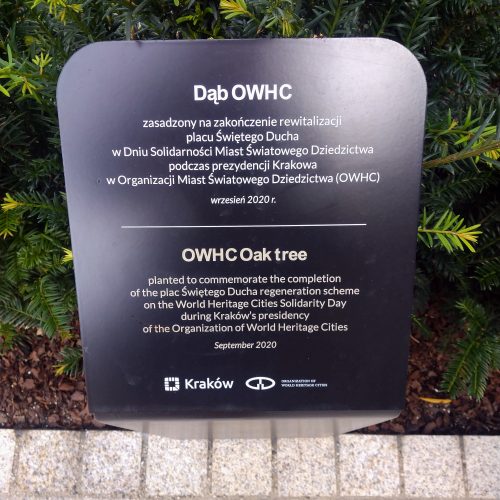 Dąb OWHC
zasadzony na zakończenie rewitalizacji
placu Świętego Ducha
w Dniu Solidarności Miast Światowego Dziedzictwa
podczas prezydencji Krakowa
w Organizacji Miast Światowego Dziedzictwa (OWHC)
wrzesień 2020 r.
OWHC Oak tree
planted to commemorate the completion
of the plac Świętego Ducha regeneration scheme
on the World Heritage Cities Solidarity Day
during Kraków's presidency
of the Organization of World Heritage Cities
September 2020
Kraków
ORGANIZATION OF
WORLD HERITAGE CITIES